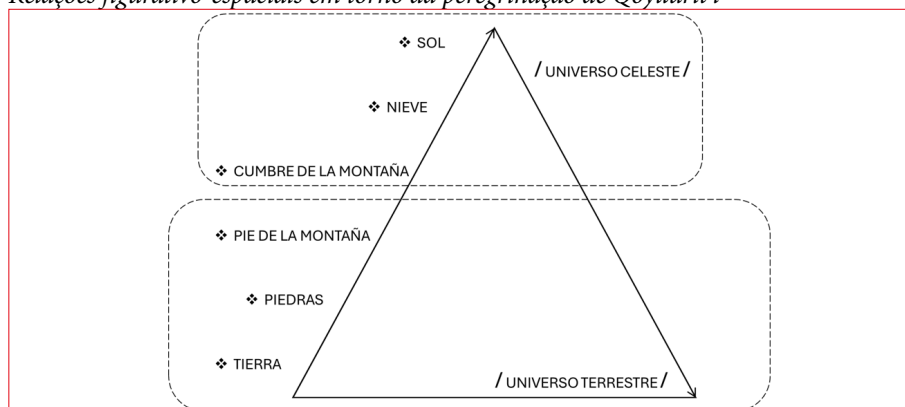 Relações figurativo-espaciais em torno da peregrinação de Qoyllurit'i
❖ SOL
/ UNIVERSO CELESTE /
❖ NIEVE
❖ CUMBRE DE LA MONTAÑA
❖ PIE DE LA MONTAÑA
❖ PIEDRAS
❖ TIERRA
/ UNIVERSO TERRESTRE /